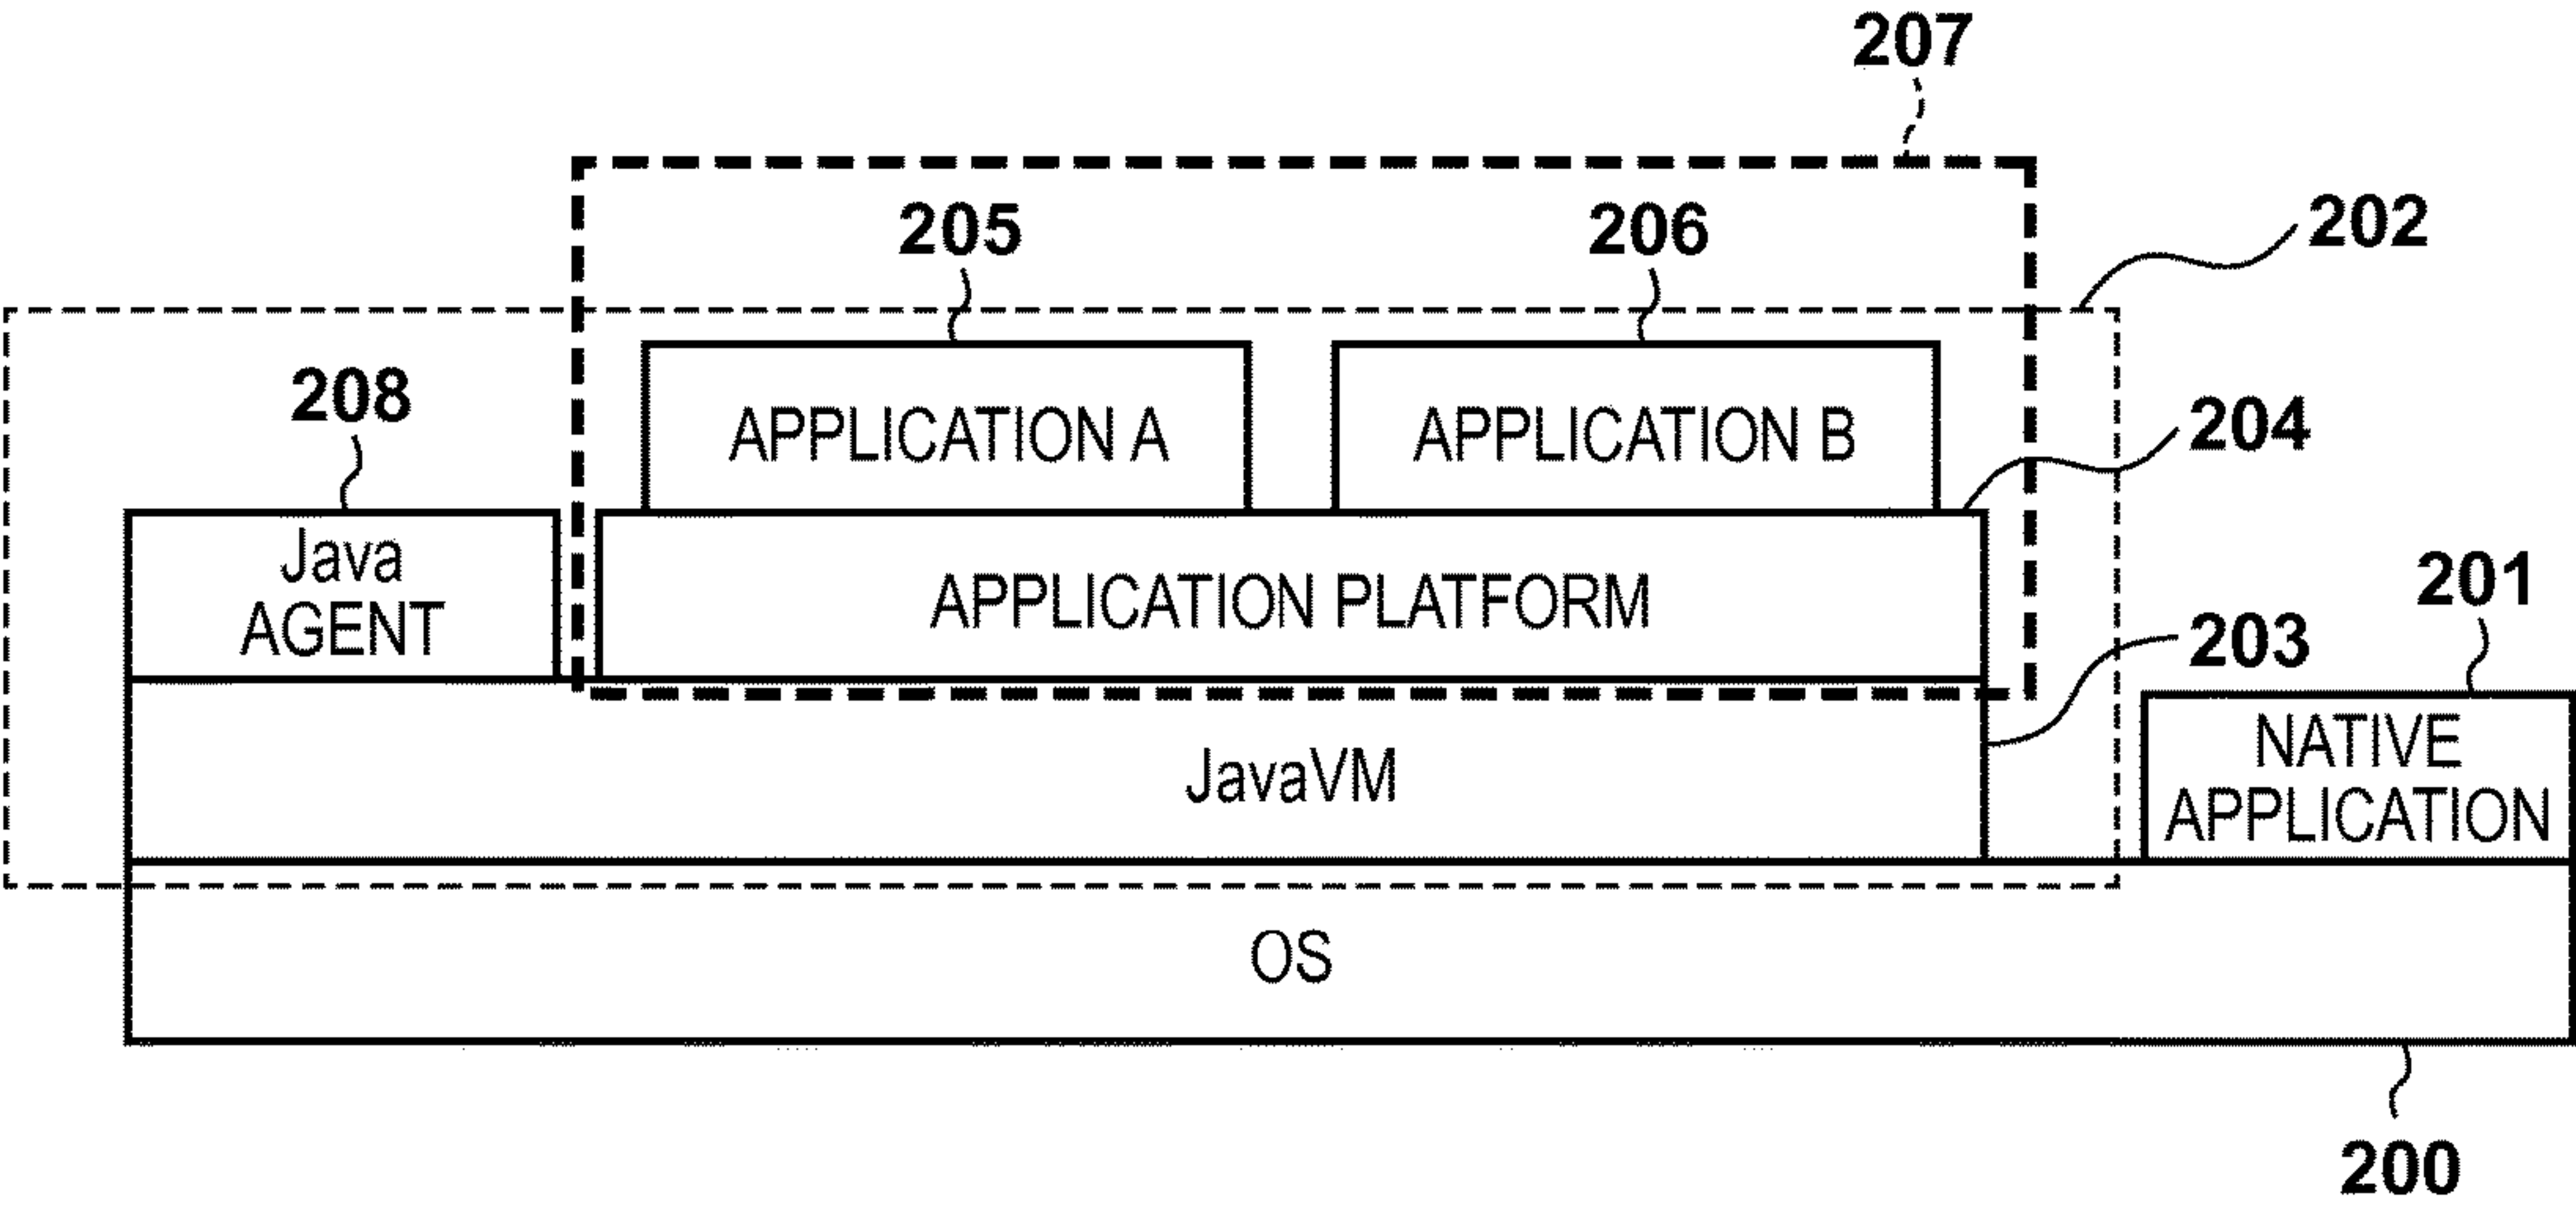 207
205
206
202
208
APPLICATION A
APPLICATION B
204
Java
AGENT
APPLICATION PLATFORM
201
203
JavaVM
NATIVE
APPLICATION
OS
200